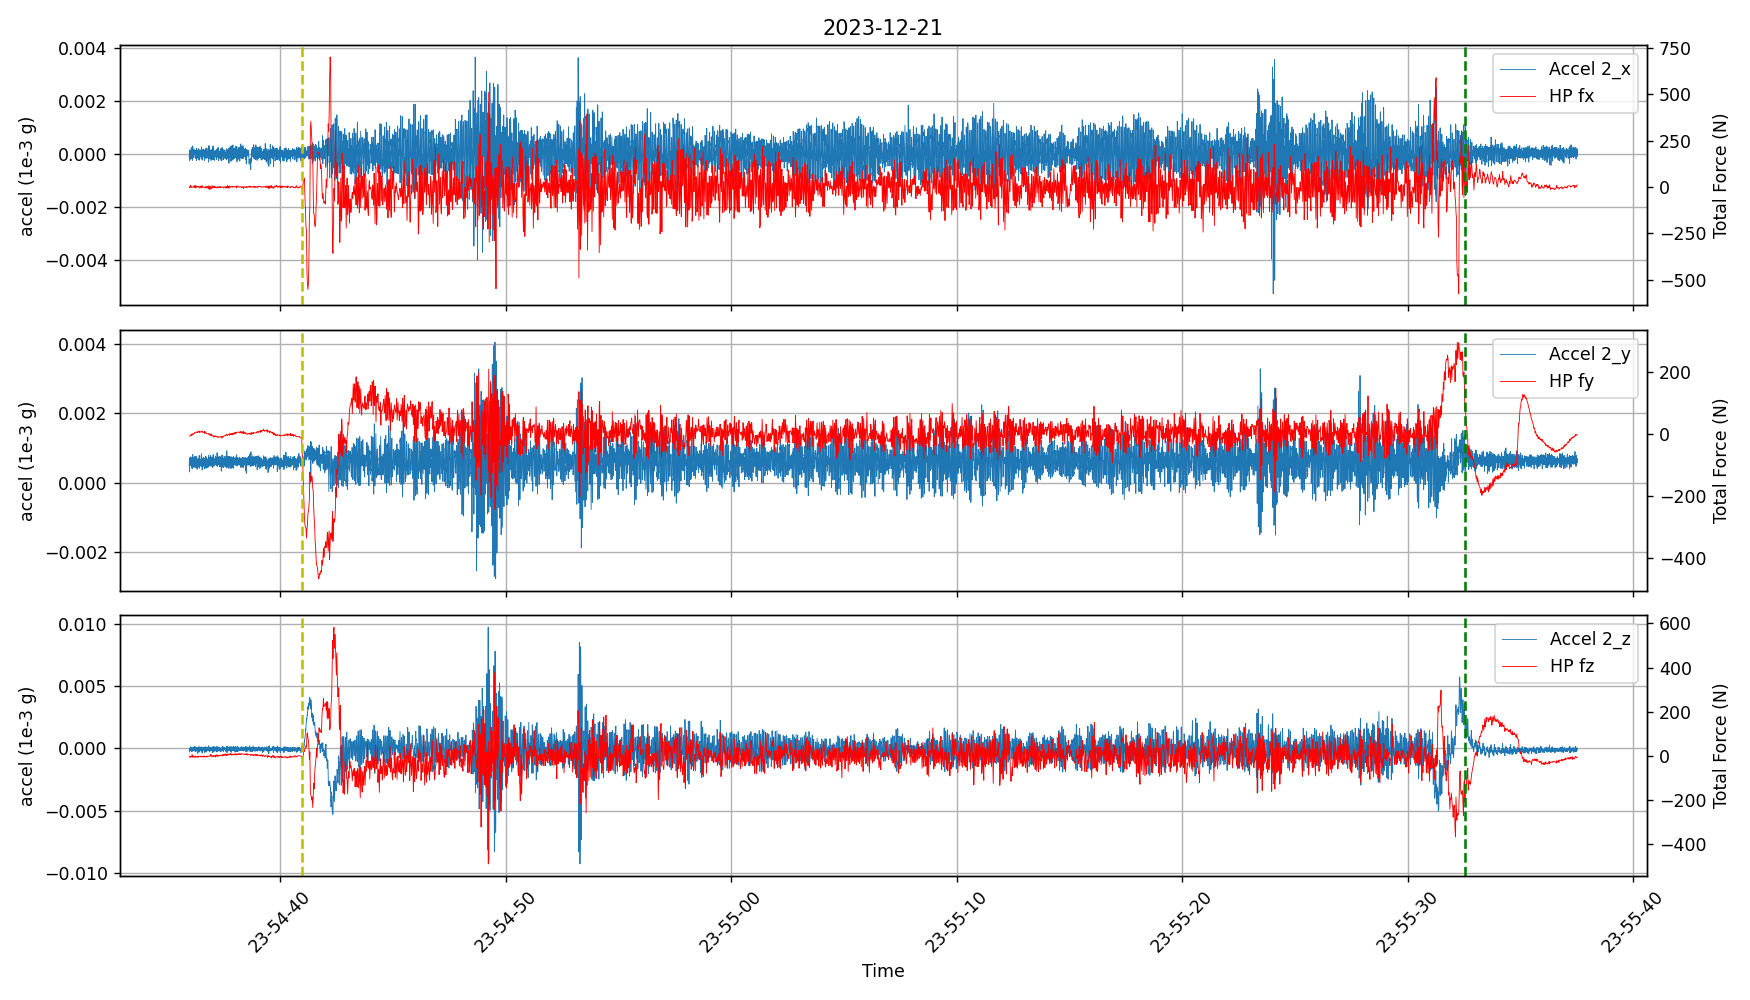 2023-12-21
accel (1e-3 g)
0.004
0.002
0.000
−0.002
−0.004
Accel 2_x
HP fx
750
500
250
0
−250
−500
Total Force (N)
accel (1e-3 g)
0.004
0.002
0.000
−0.002
Accel 2_y
HP fy
200
0
−200
−400
Total Force (N)
accel (1e-3 g)
0.010
0.005
0.000
−0.005
−0.010
Accel 2_z
HP fz
600
400
200
0
−200
−400
Total Force (N)
23-54-40
23-54-50
23-55-00
23-55-10
23-55-20
23-55-30
23-55-40
Time